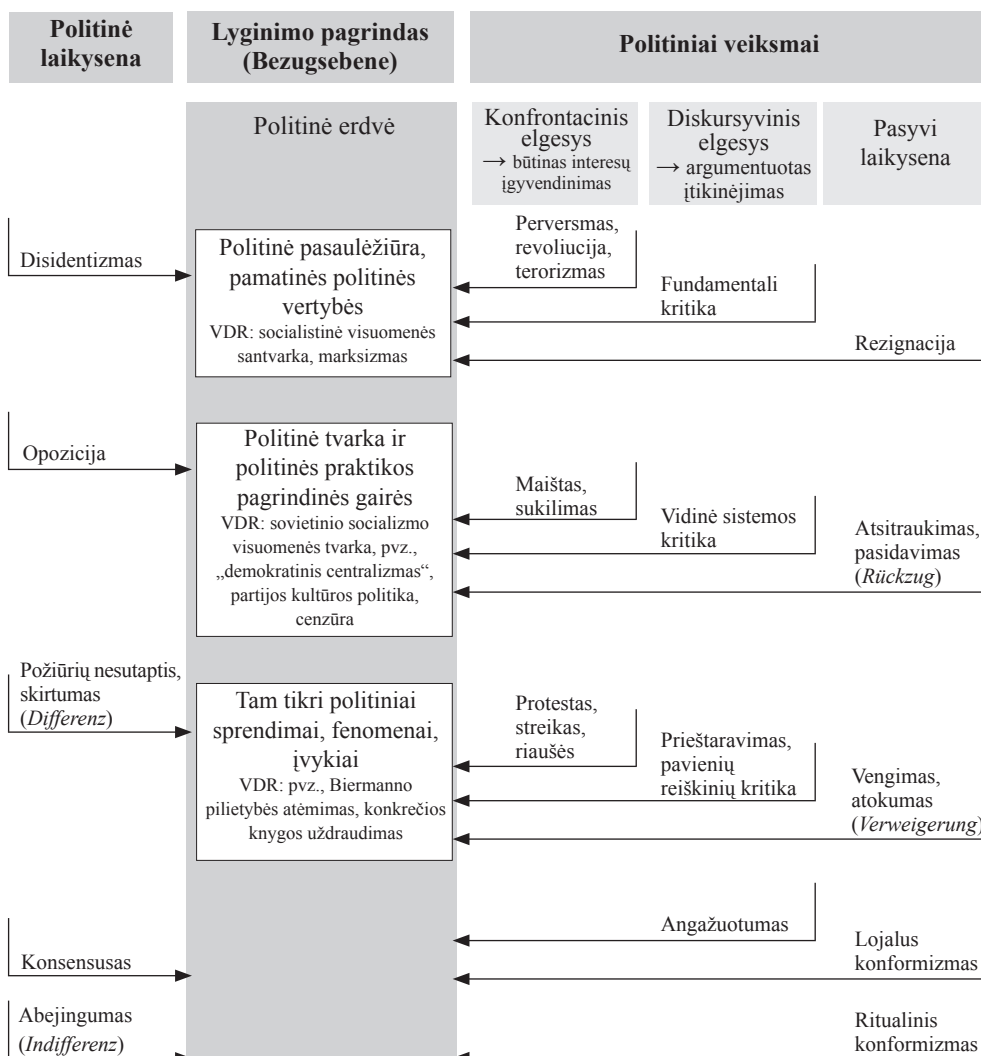 Politinė
laikysena
Lyginimo pagrindas
(Bezugsebene)
Politiniai veiksmai
Politinė erdvė
Konfrontacinis
elgesys
→ būtinas interesų
įgyvendinimas
Diskursyvinis
elgesys
→ argumentuotas
įtikinėjimas
Pasyvi
laikysena
Disidentizmas
Politinė pasaulėžiūra,
pamatinės politinės
vertybės
VDR: socialistinė visuomenės
santvarka, marksizmas
Perversmas,
revoliucija,
terorizmas
Fundamentali
kritika
Rezignacija
Opozicija
Politinė tvarka ir
politinės praktikos
pagrindinės gairės
VDR: sovietinio socializmo
visuomenės tvarka, pvz.,
„demokratinis centralizmas“,
partijos kultūros politika,
cenzūra
Maištas,
sukilimas
Vidinė sistemos
kritika
Atsitraukimas,
pasidavimas
(Rückzug)
Požiūrių nesutaptis,
skirtumas
(Differenz)
Tam tikri politiniai
sprendimai, fenomenai,
įvykiai
VDR: pvz., Biermanno
pilietybės atėmimas, konkrečios
knygos uždraudimas
Protestas,
streikas,
riaušės
Prieštaravimas,
pavienių
reiškinių kritika
Vengimas,
atokumas
(Verweigerung)
Konsensusas
Angažuotumas
Lojalus
konformizmas
Abejingumas
(Indifferenz)
Ritualinis
konformizmas